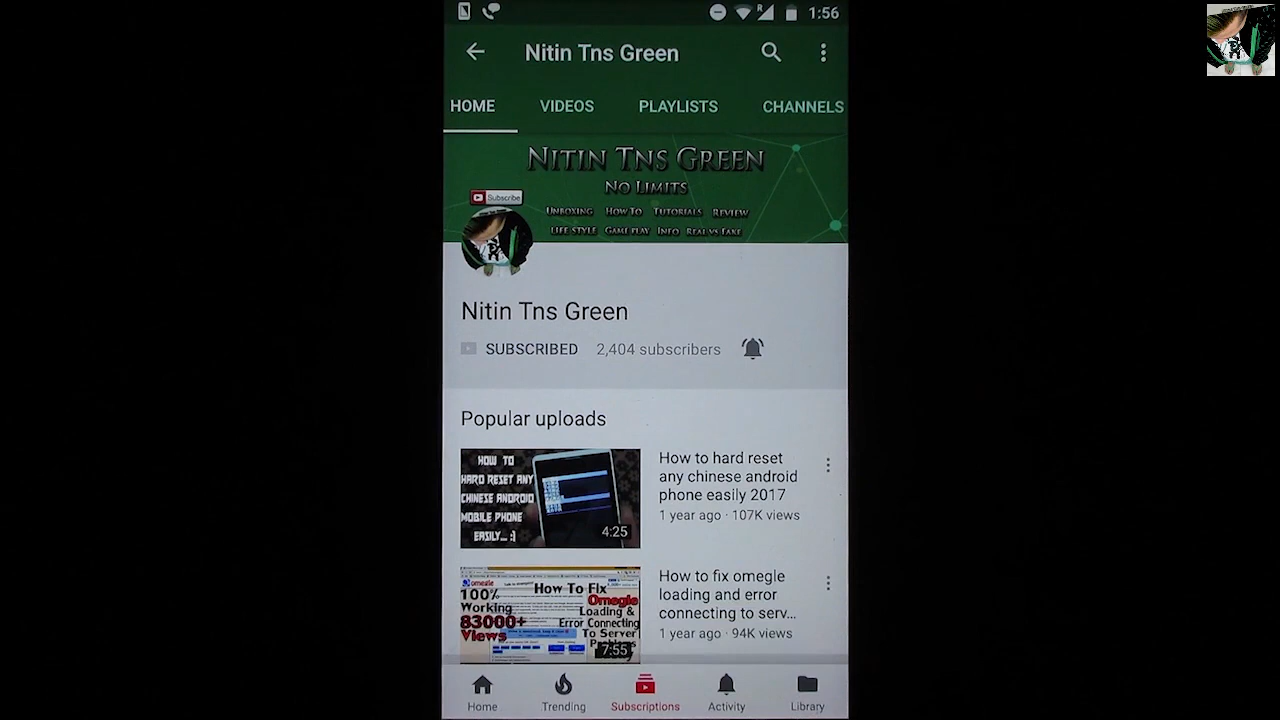 1:56
Nitin Tns Green
HOME VIDEOS PLAYLISTS CHANNELS
NITIN TNS GREEN
NO LIMITS
Subscribe
UNBOXING HOW TO TUTORIALS REVIEW
LIFE STYLE GAME PLAY INFO REAL VS FAKE
Nitin Tns Green
SUBSCRIBED 2,404 subscribers
Popular uploads
HOW TO
HARD RESET ANY
CHINESE ANDROID
MOBILE PHONE
EASILY... :)
4:25
How to hard reset
any chinese android
phone easily 2017
1 year ago · 107K views
omegle
How To Fix
100%
Working
83000+
Views
Omegle
Loading &
Error Connecting
To Server
7:55
How to fix omegle
loading and error
connecting to serv...
1 year ago · 94K views
Home Trending Subscriptions Activity Library